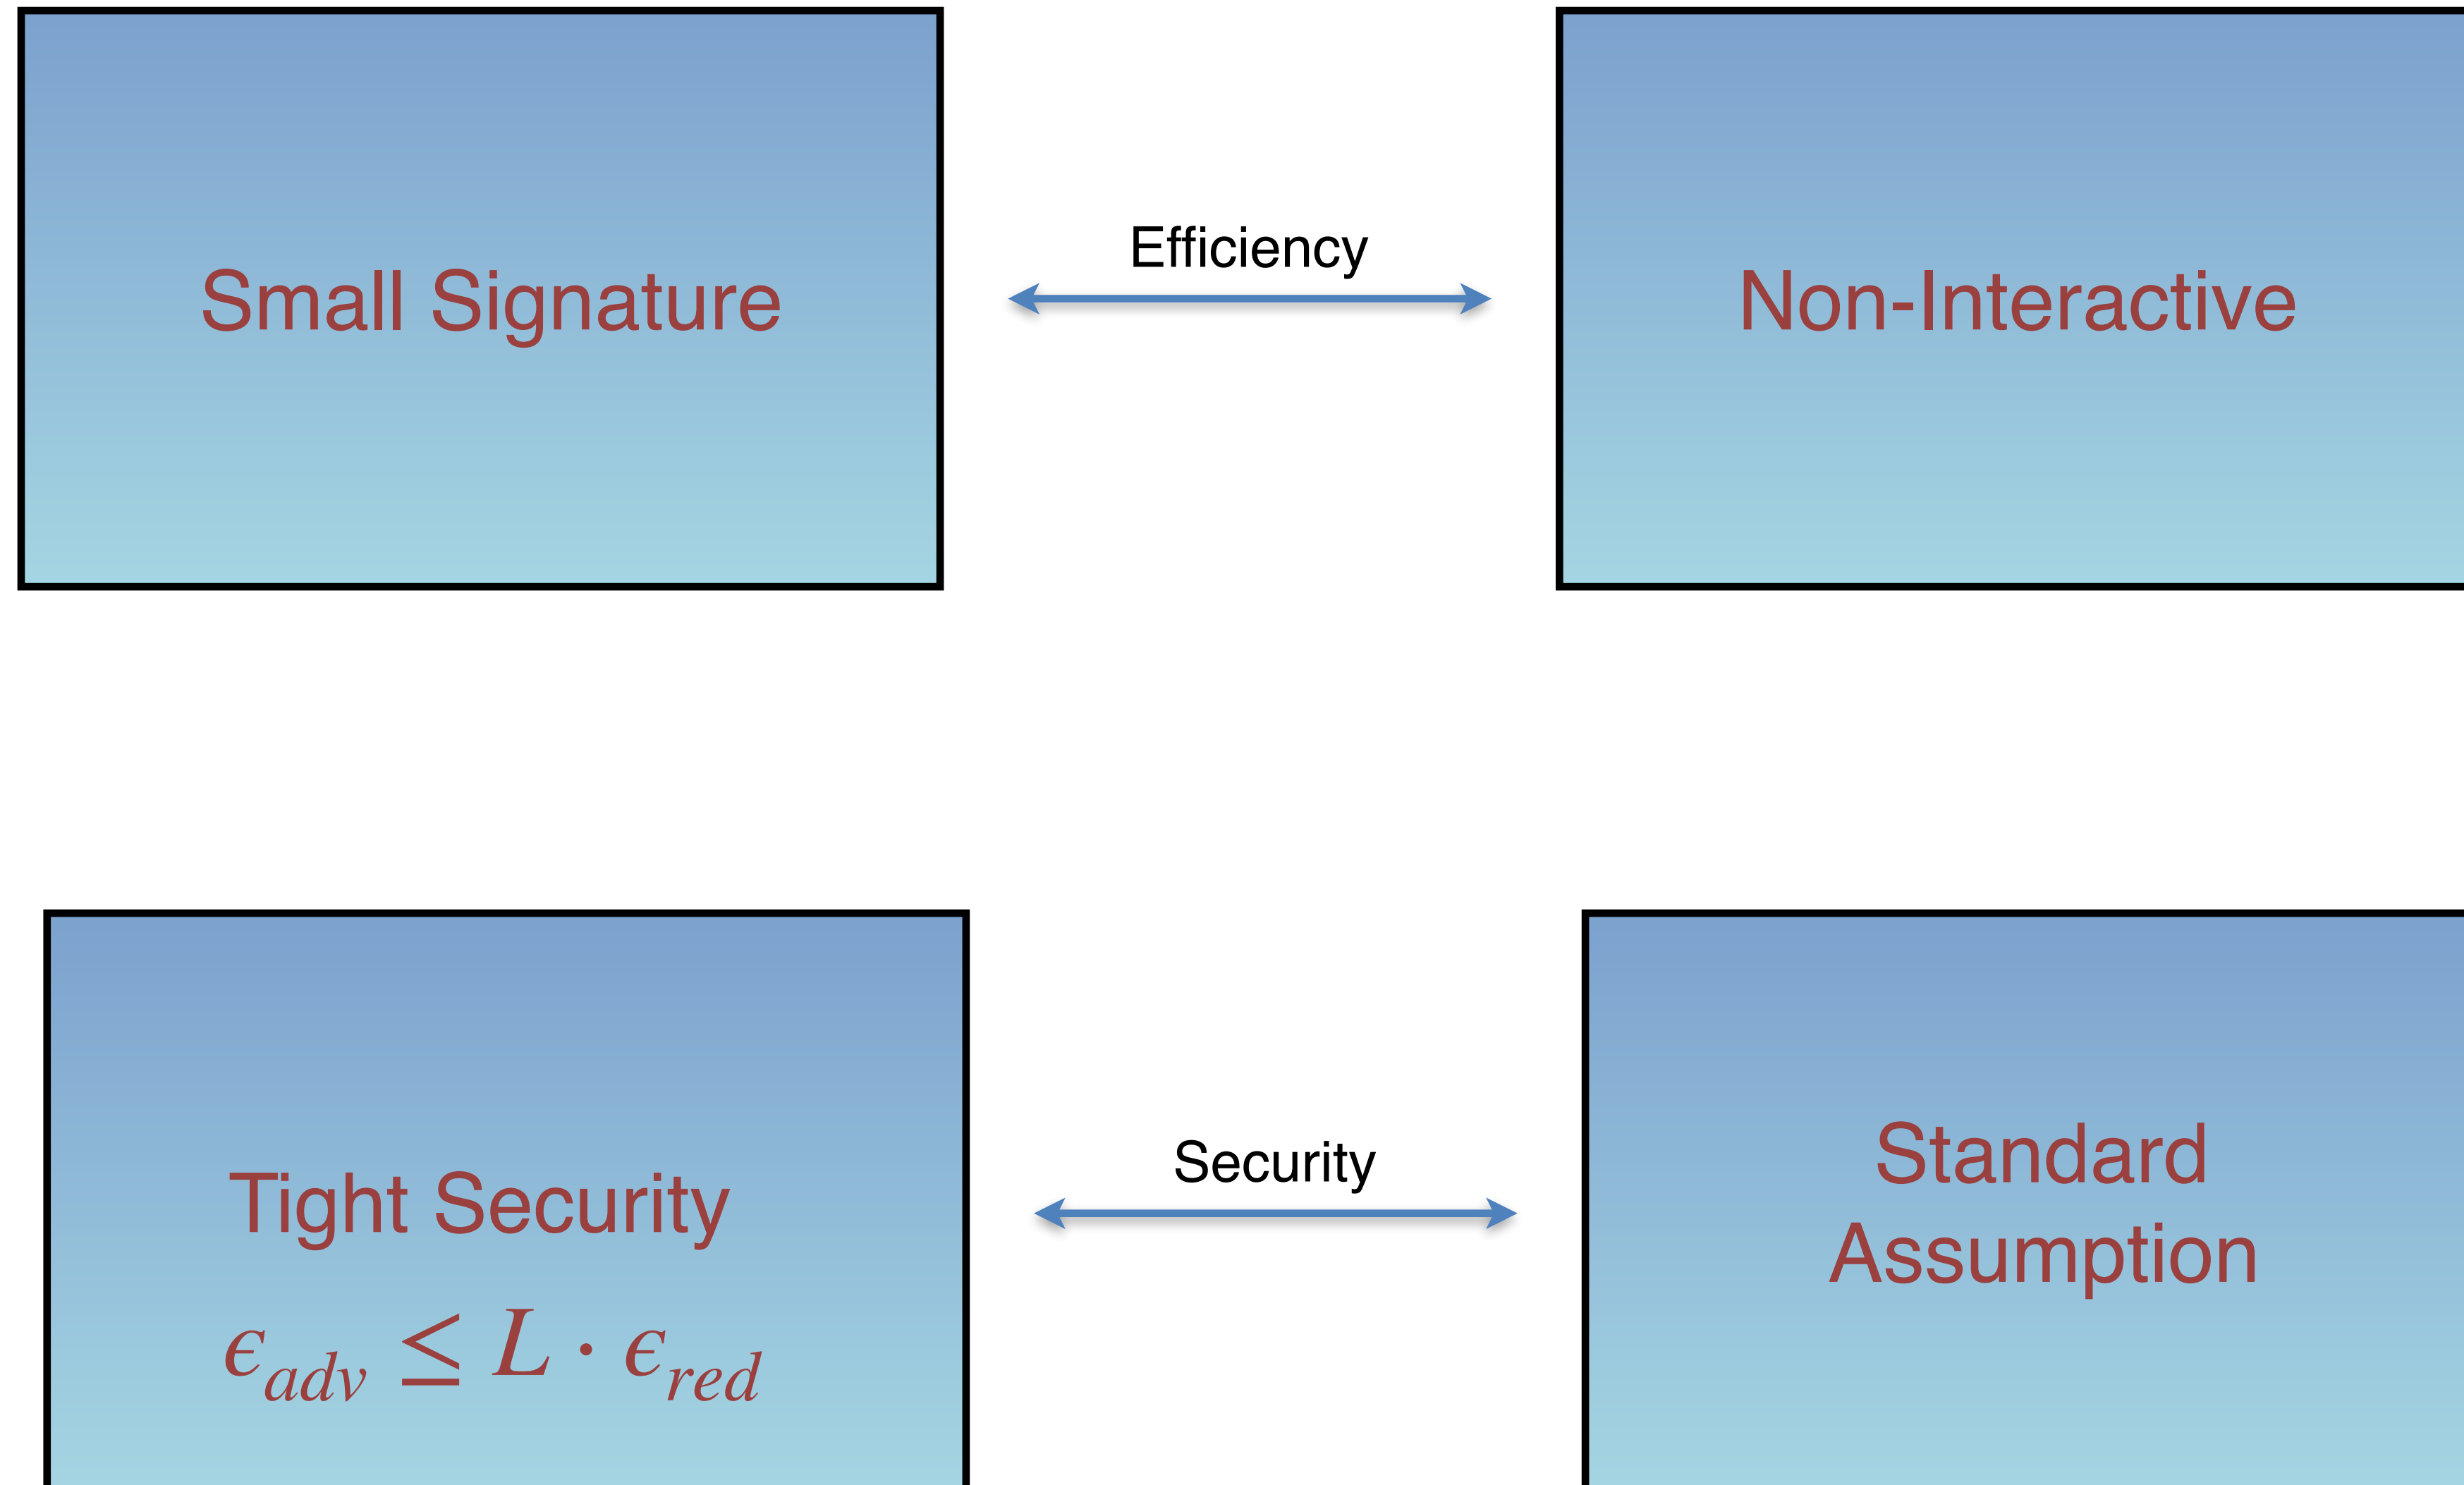 Small Signature
Efficiency
Non-Interactive
Tight Security
ϵ_adv ≤ L · ϵ_red
Security
Standard
Assumption